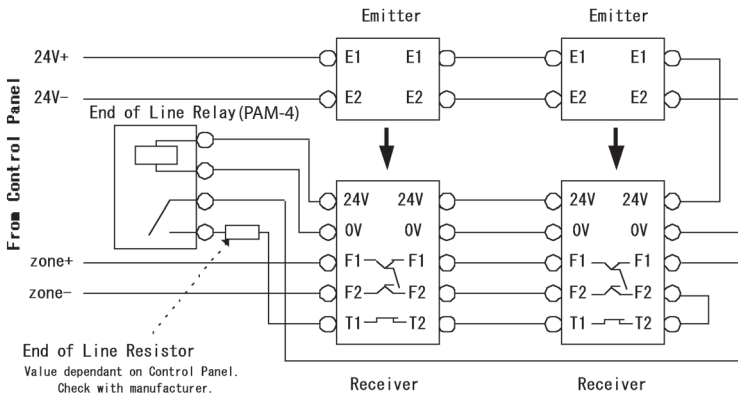 Emitter Emitter
24V+ E1 E1 E1 E1
24V- E2 E2 E2 E2
End of Line Relay(PAM-4)
From Control Panel
24V 24V 24V 24V
0V 0V 0V 0V
zone+ F1 F1 F1 F1
zone- F2 F2 F2 F2
T1 T2 T1 T2
End of Line Resistor
Value dependant on Control Panel.
Check with manufacturer.
Receiver Receiver